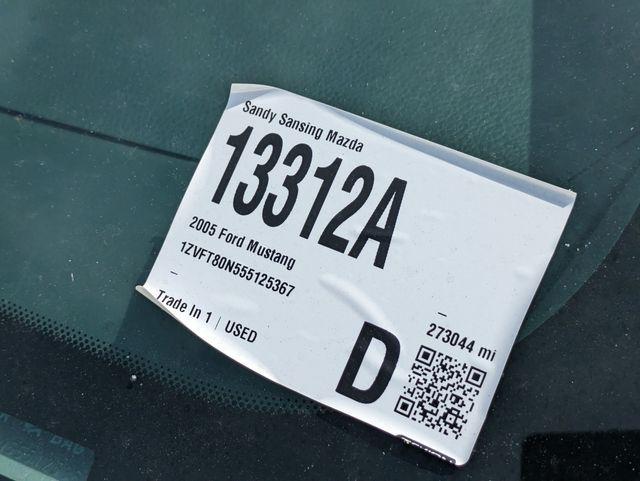 Sandy Sansing Mazda
13312A
2005 Ford Mustang
1ZVFT80N555125367
Trade In 1 | USED
273044 mi
D